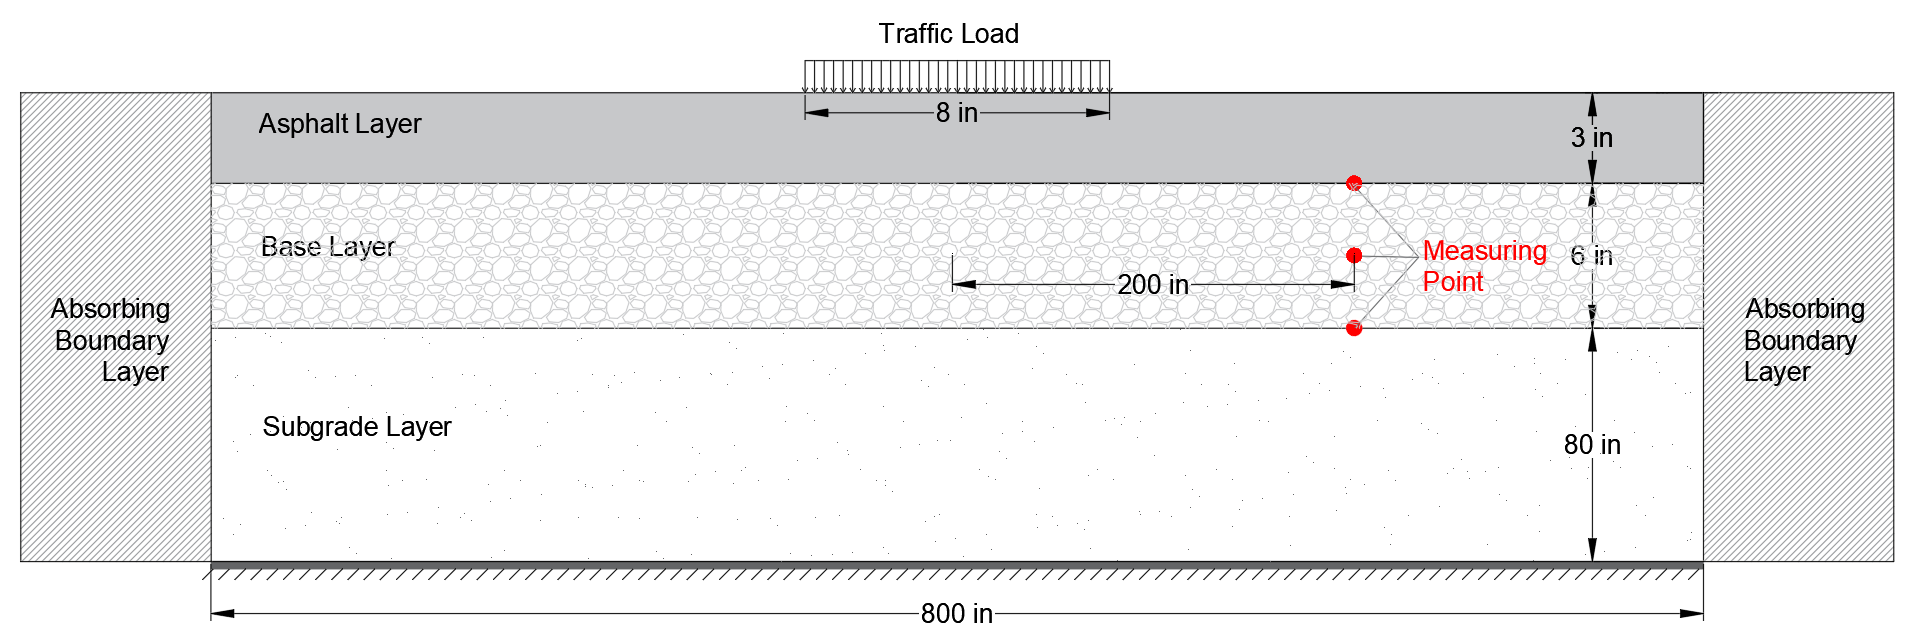 Traffic Load
8 in
Asphalt Layer
3 in
Base Layer
Measuring
Point
6 in
200 in
Absorbing
Boundary
Layer
Absorbing
Boundary
Layer
Subgrade Layer
80 in
800 in